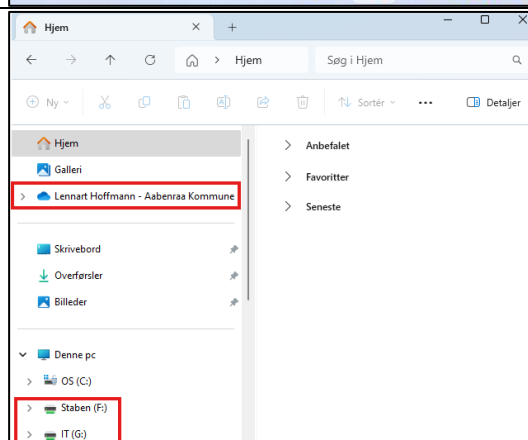 Hjem
Hjem
Søg i Hjem
Ny
Sortér
Detaljer
Hjem
Galleri
Lennart Hoffmann - Aabenraa Kommune
Skrivebord
Overførsler
Billeder
Denne pc
OS (C:)
Staben (F:)
IT (G:)
Anbefalet
Favoritter
Seneste